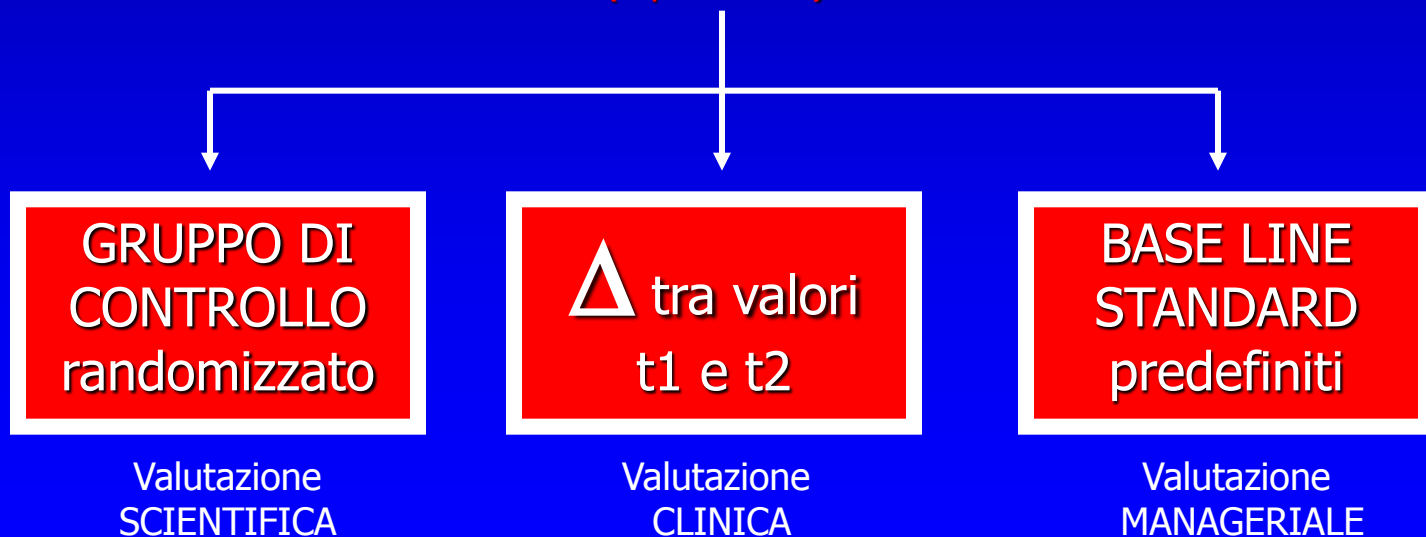 GRUPPO DI
CONTROLLO
randomizzato
Δ tra valori
t1 e t2
BASE LINE
STANDARD
predefiniti
Valutazione
SCIENTIFICA
Valutazione
CLINICA
Valutazione
MANAGERIALE